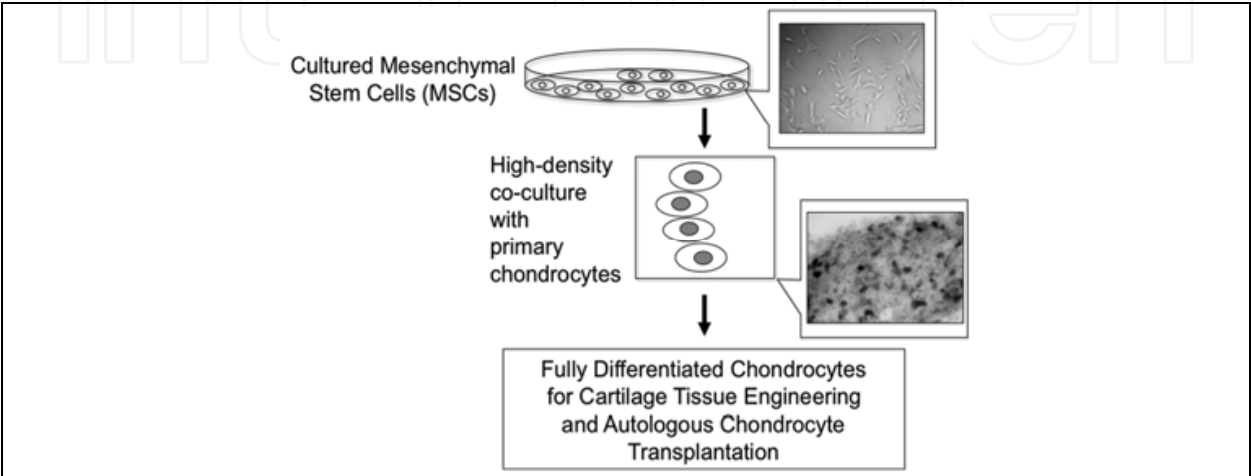 Cultured Mesenchymal
Stem Cells (MSCs)
High-density
co-culture
with
primary
chondrocytes
Fully Differentiated Chondrocytes
for Cartilage Tissue Engineering
and Autologous Chondrocyte
Transplantation